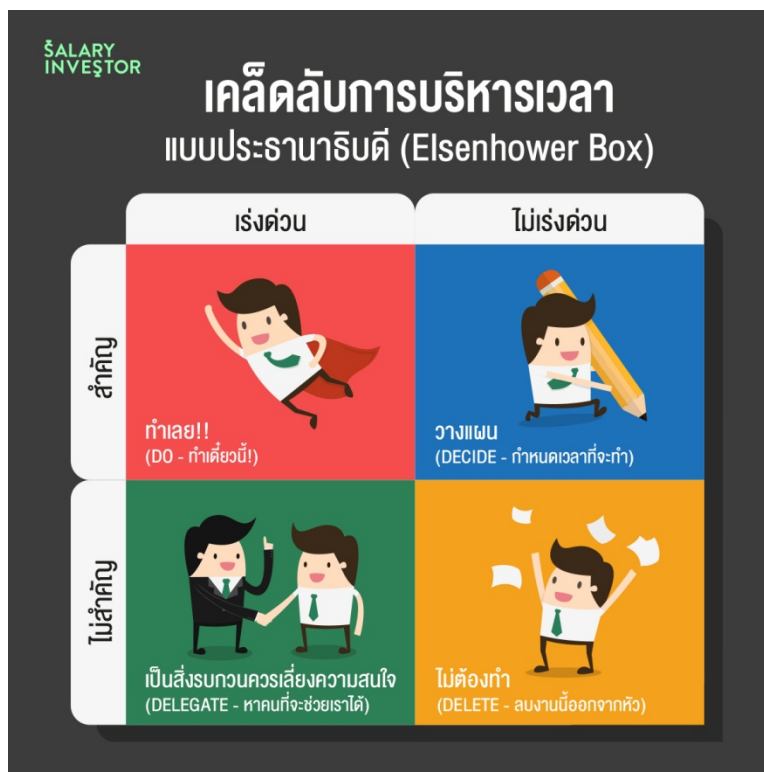 SALARY
INVESTOR
เคล็ดลับการบริหารเวลา
แบบประธานาธิบดี (EIsenhower Box)
เร่งด่วน
ไม่เร่งด่วน
สำคัญ
ทำเลย!!
(DO - ทำเดี๋ยวนี้!)
วางแผน
(DECIDE - กำหนดเวลาที่จะทำ)
ไม่สำคัญ
เป็นสิ่งรบกวนควรเลี่ยงความสนใจ
(DELEGATE - หาคนที่จะช่วยเราได้)
ไม่ต้องทำ
(DELETE - ลบงานนี้ออกจากหัว)